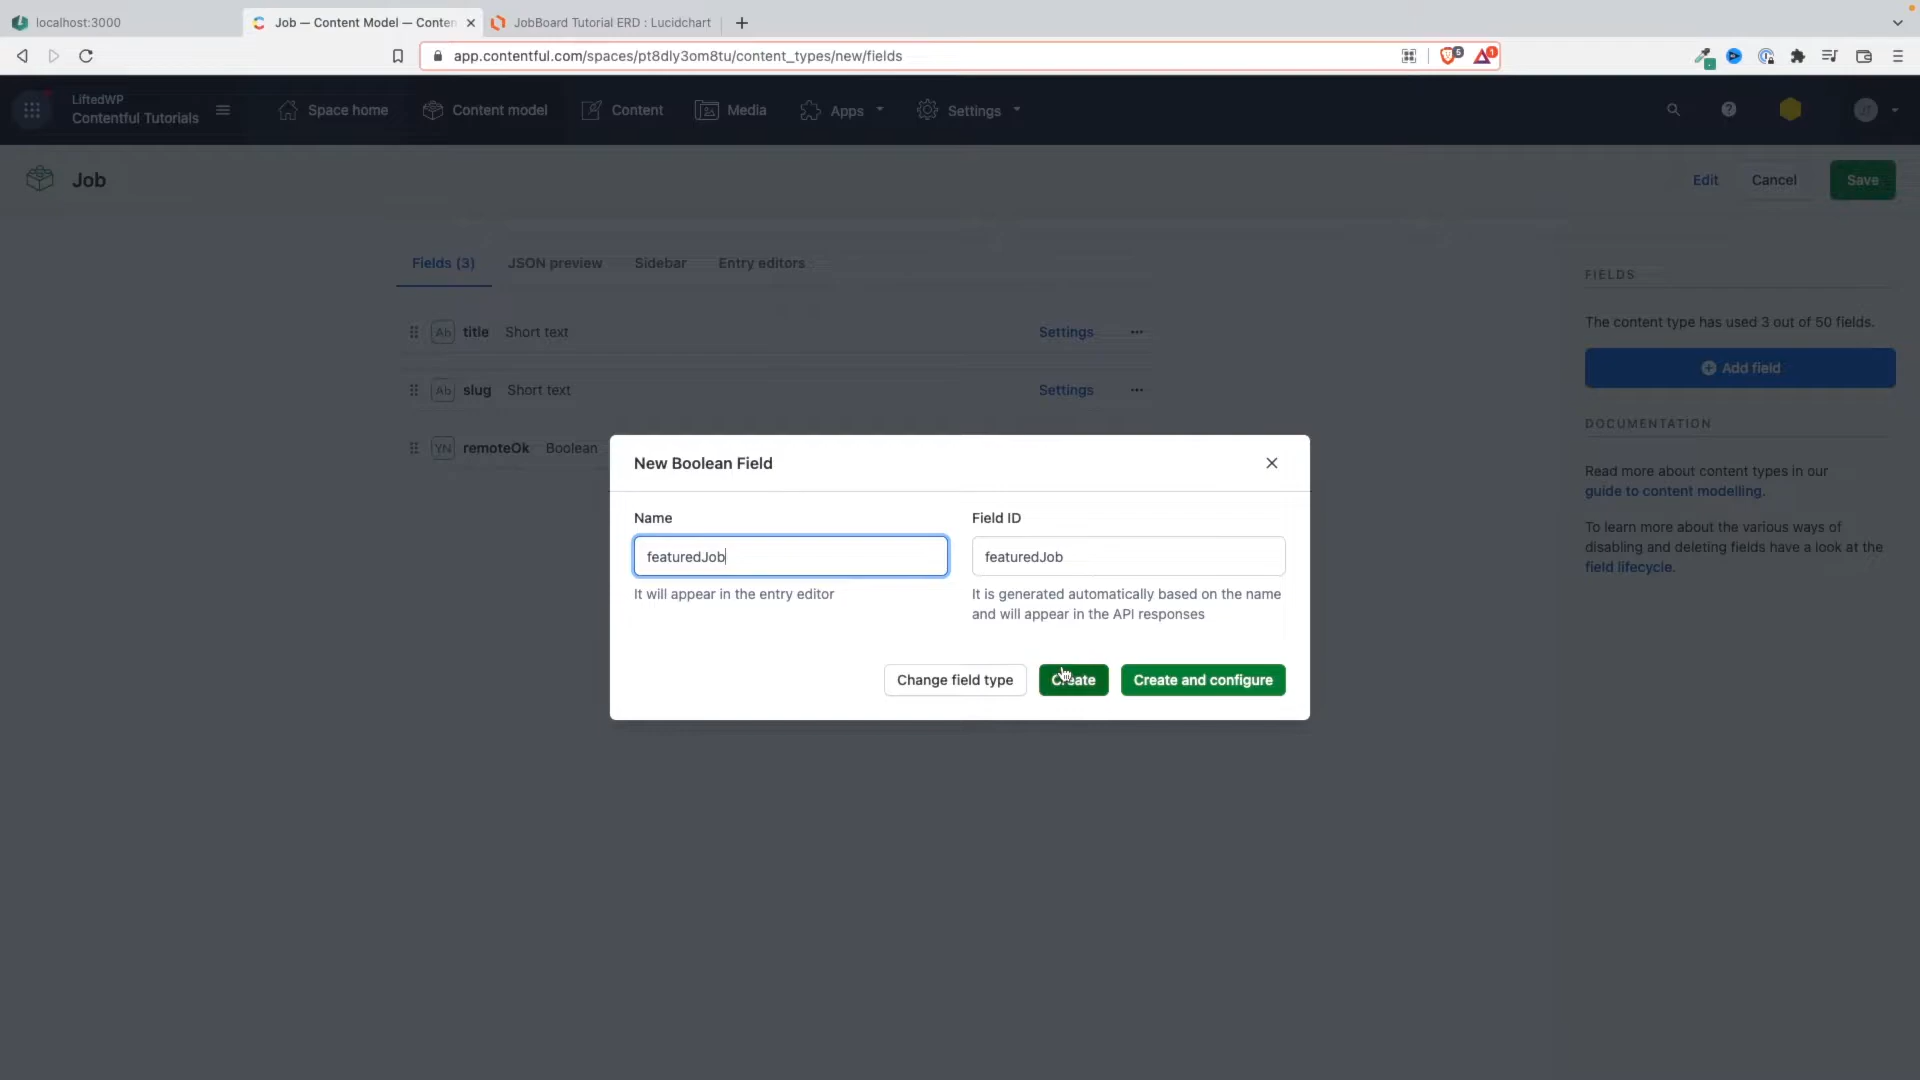 localhost:3000
Job — Content Model — Conten
JobBoard Tutorial ERD : Lucidchart
app.contentful.com/spaces/pt8dly3om8tu/content_types/new/fields
5
1
LiftedWP
Contentful Tutorials
Space home
Content model
Content
Media
Apps
Settings
Job
Edit
Cancel
Save
Fields (3)
JSON preview
Sidebar
Entry editors
Ab title Short text
Settings
Ab slug Short text
Settings
YN remoteOk Boolean
FIELDS
The content type has used 3 out of 50 fields.
Add field
DOCUMENTATION
Read more about content types in our
guide to content modelling.
To learn more about the various ways of
disabling and deleting fields have a look at the
field lifecycle.
New Boolean Field
Name
Field ID
featuredJob
featuredJob
It will appear in the entry editor
It is generated automatically based on the name
and will appear in the API responses
Change field type
Create
Create and configure